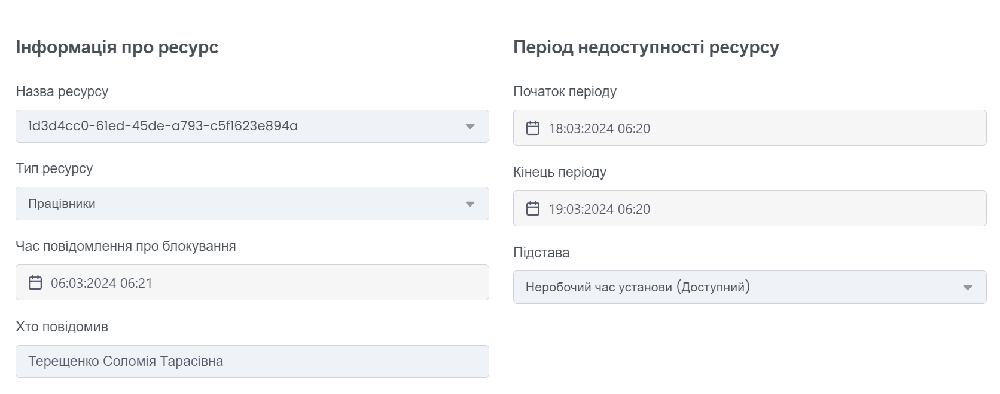 Інформація про ресурс
Назва ресурсу
1d3d4cc0-61ed-45de-a793-c5f1623e894a
Тип ресурсу
Працівники
Час повідомлення про блокування
06:03:2024 06:21
Хто повідомив
Терещенко Соломія Тарасівна
Період недоступності ресурсу
Початок періоду
18:03:2024 06:20
Кінець періоду
19:03:2024 06:20
Підстава
Неробочий час установи (Доступний)